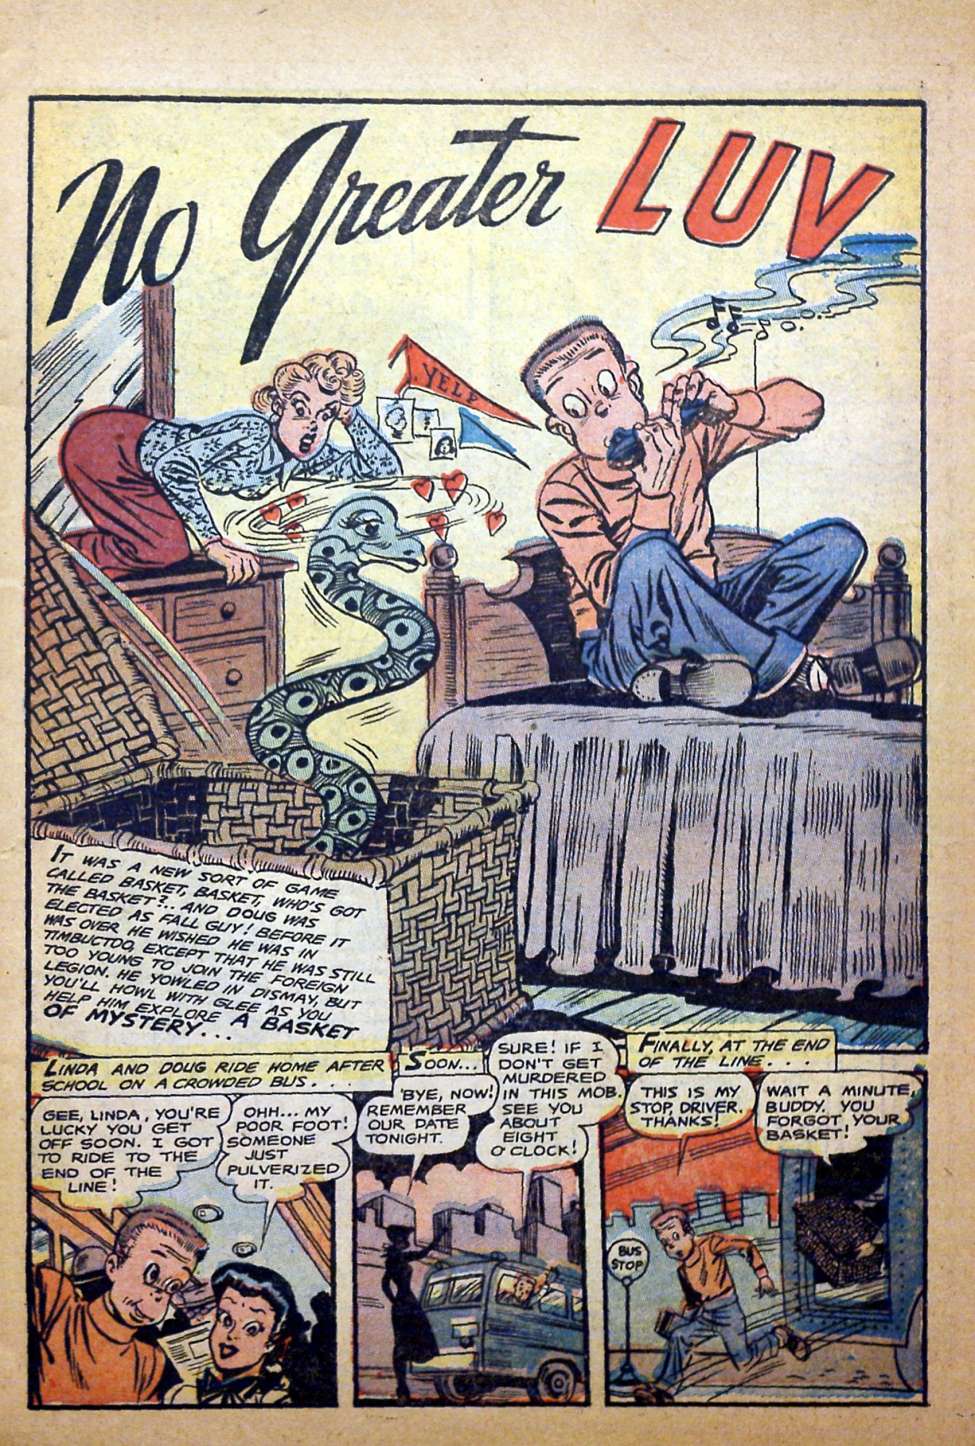 No Greater LUV
YELP
IT WAS A NEW SORT OF GAME
CALLED BASKET, BASKET, WHO'S GOT
THE BASKET?.. AND DOUG WAS
ELECTED AS FALL GUY! BEFORE IT
WAS OVER HE WISHED HE WAS IN
TIMBUCTOO, EXCEPT THAT HE WAS STILL
TOO YOUNG TO JOIN THE FOREIGN
LEGION. HE YOWLED IN DISMAY, BUT
YOU'LL HOWL WITH GLEE AS YOU
HELP HIM EXPLORE A BASKET
OF MYSTERY...
LINDA AND DOUG RIDE HOME AFTER
SCHOOL ON A CROWDED BUS....
GEE, LINDA, YOU'RE
LUCKY YOU GET
OFF SOON. I GOT
TO RIDE TO THE
END OF THE
LINE!
OHH... MY
POOR FOOT!
SOMEONE
JUST
PULVERIZED
IT.
SOON...
'BYE, NOW!
REMEMBER
OUR DATE
TONIGHT.
SURE! IF I
DON'T GET
MURDERED
IN THIS MOB.
SEE YOU
ABOUT
EIGHT
O'CLOCK!
FINALLY, AT THE END
OF THE LINE. . . .
THIS IS MY
STOP, DRIVER.
THANKS!
WAIT A MINUTE,
BUDDY. YOU
FORGOT YOUR
BASKET!
BUS
STOP